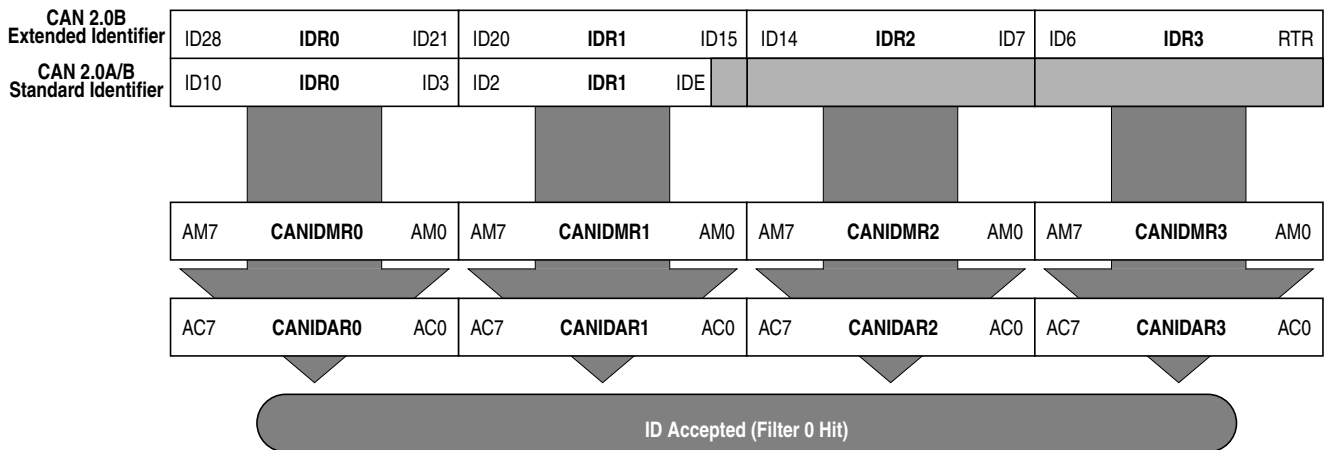 CAN 2.0B
Extended Identifier
ID28 IDR0 ID21 ID20 IDR1 ID15 ID14 IDR2 ID7 ID6 IDR3 RTR
CAN 2.0A/B
Standard Identifier
ID10 IDR0 ID3 ID2 IDR1 IDE
AM7 CANIDMR0 AM0 AM7 CANIDMR1 AM0 AM7 CANIDMR2 AM0 AM7 CANIDMR3 AM0
AC7 CANIDAR0 AC0 AC7 CANIDAR1 AC0 AC7 CANIDAR2 AC0 AC7 CANIDAR3 AC0
ID Accepted (Filter 0 Hit)